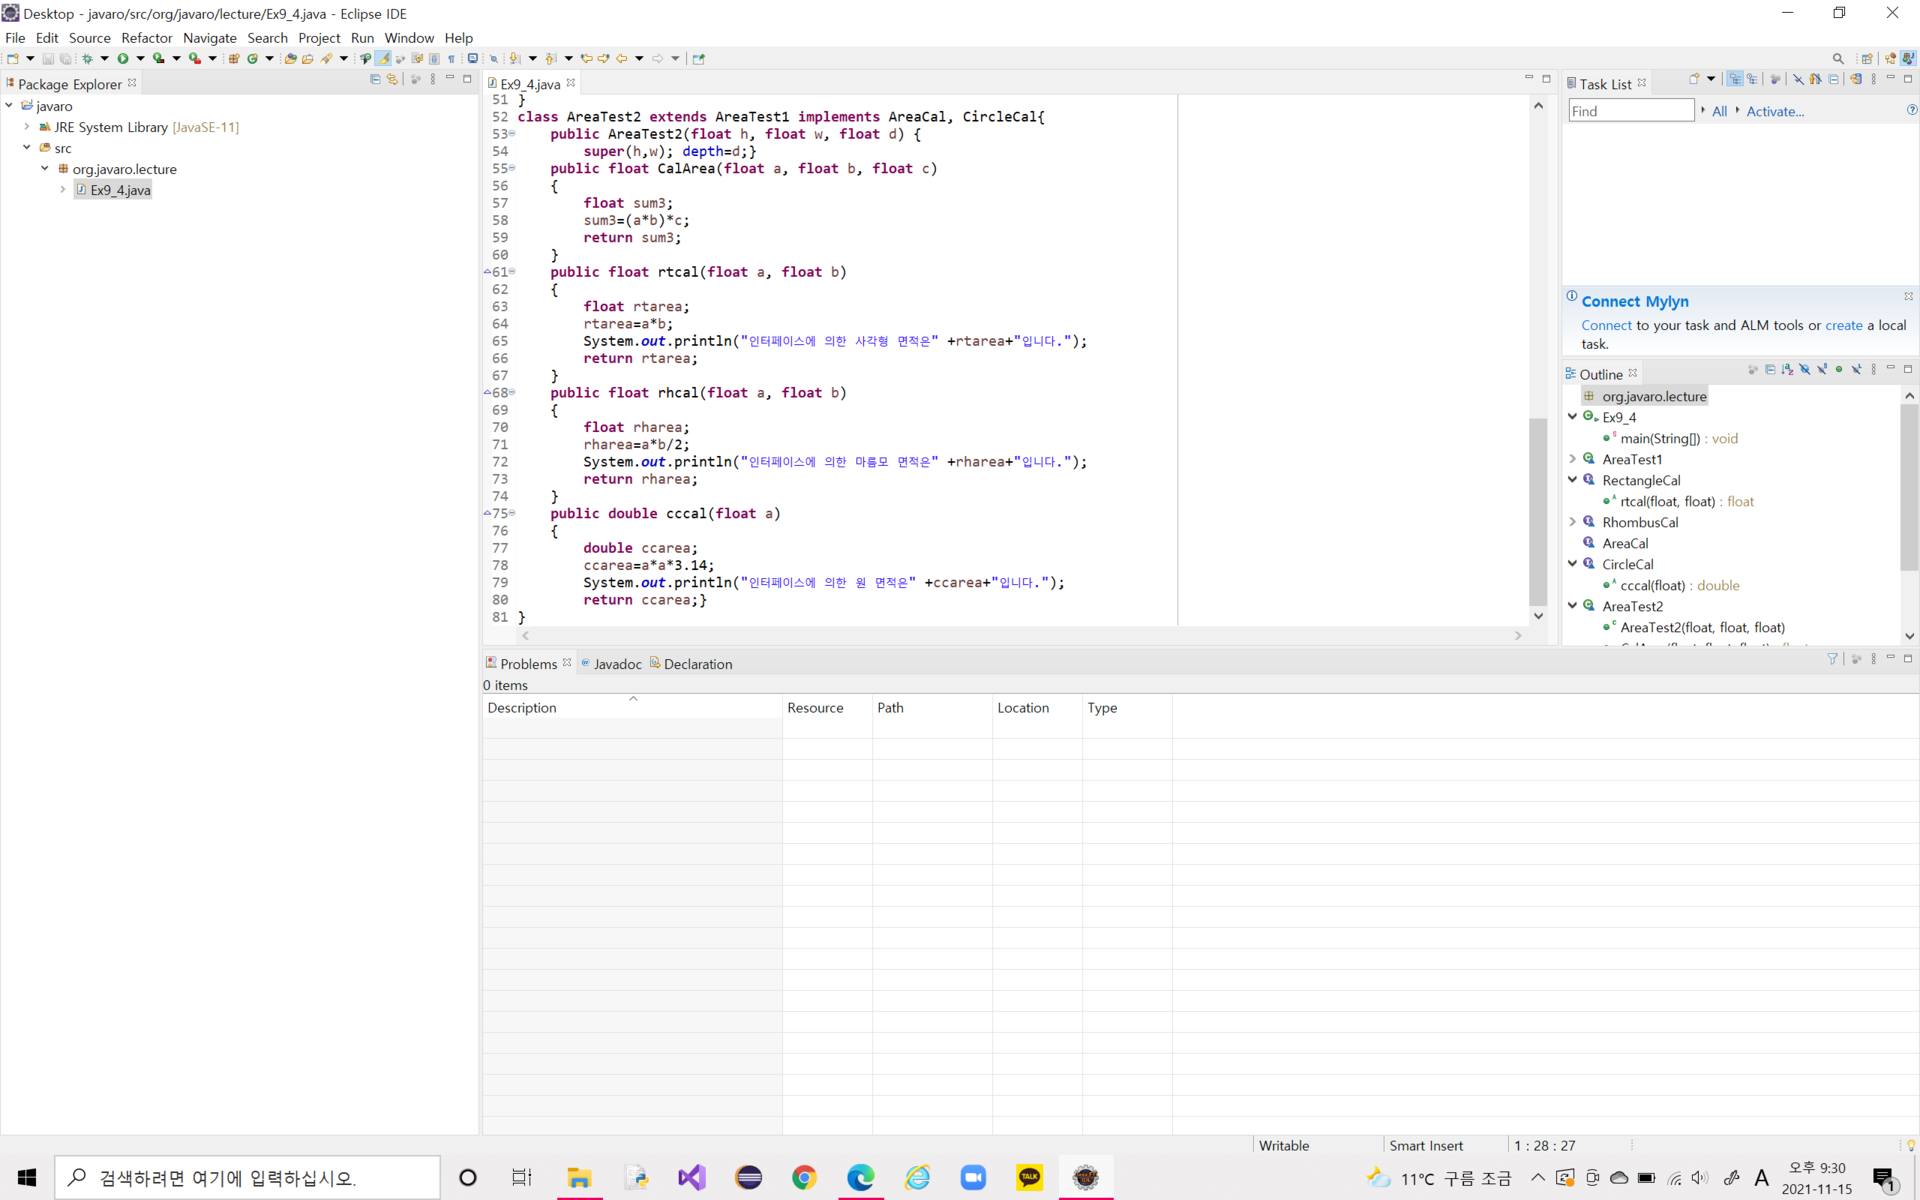 Desktop - javaro/src/org/javaro/lecture/Ex9_4.java - Eclipse IDE
File Edit Source Refactor Navigate Search Project Run Window Help
Package Explorer
javaro
JRE System Library [JavaSE-11]
src
org.javaro.lecture
Ex9_4.java
Ex9_4.java
51 }
52 class AreaTest2 extends AreaTest1 implements AreaCal, CircleCal{
53 public AreaTest2(float h, float w, float d) {
54 super(h,w); depth=d;}
55 public float CalArea(float a, float b, float c)
56 {
57 float sum3;
58 sum3=(a*b)*c;
59 return sum3;
60 }
61 public float rtcal(float a, float b)
62 {
63 float rtarea;
64 rtarea=a*b;
65 System.out.println("인터페이스에 의한 사각형 면적은" +rtarea+"입니다.");
66 return rtarea;
67 }
68 public float rhcal(float a, float b)
69 {
70 float rharea;
71 rharea=a*b/2;
72 System.out.println("인터페이스에 의한 마름모 면적은" +rharea+"입니다.");
73 return rharea;
74 }
75 public double cccal(float a)
76 {
77 double ccarea;
78 ccarea=a*a*3.14;
79 System.out.println("인터페이스에 의한 원 면적은" +ccarea+"입니다.");
80 return ccarea;}
81 }
Task List
Find All Activate...
Connect Mylyn
Connect to your task and ALM tools or create a local
task.
Outline
org.javaro.lecture
Ex9_4
main(String[]) : void
AreaTest1
RectangleCal
rtcal(float, float) : float
RhombusCal
AreaCal
CircleCal
cccal(float) : double
AreaTest2
AreaTest2(float, float, float)
Problems Javadoc Declaration
0 items
Description Resource Path Location Type
Writable Smart Insert 1 : 28 : 27
검색하려면 여기에 입력하십시오.
TALK
11°C 구름 조금
A
오후 9:30
2021-11-15
1